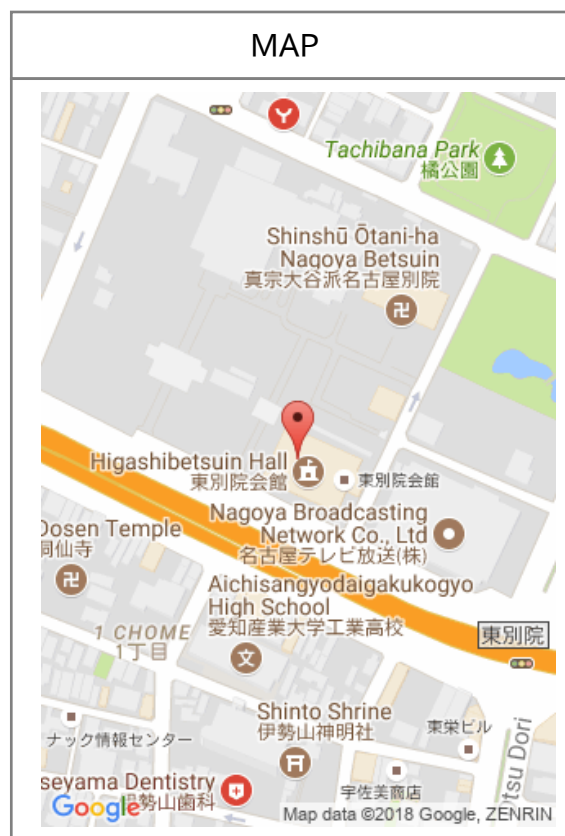 MAP
Tachibana Park
橘公園
Shinshū Ōtani-ha
Nagoya Betsuin
真宗大谷派名古屋別院
Higashibetsuin Hall
東別院会館
東別院会館
Nagoya Broadcasting
Network Co., Ltd
名古屋テレビ放送(株)
Dosen Temple
洞仙寺
Aichisangyodaigakukogyo
High School
愛知産業大学工業高校
東別院
1 CHOME
1丁目
文
Shinto Shrine
伊勢山神明社
東栄ビル
ナック情報センター
otsu Dori
seyama Dentistry
伊勢山歯科
宇佐美商店
Google
Map data ©2018 Google, ZENRIN